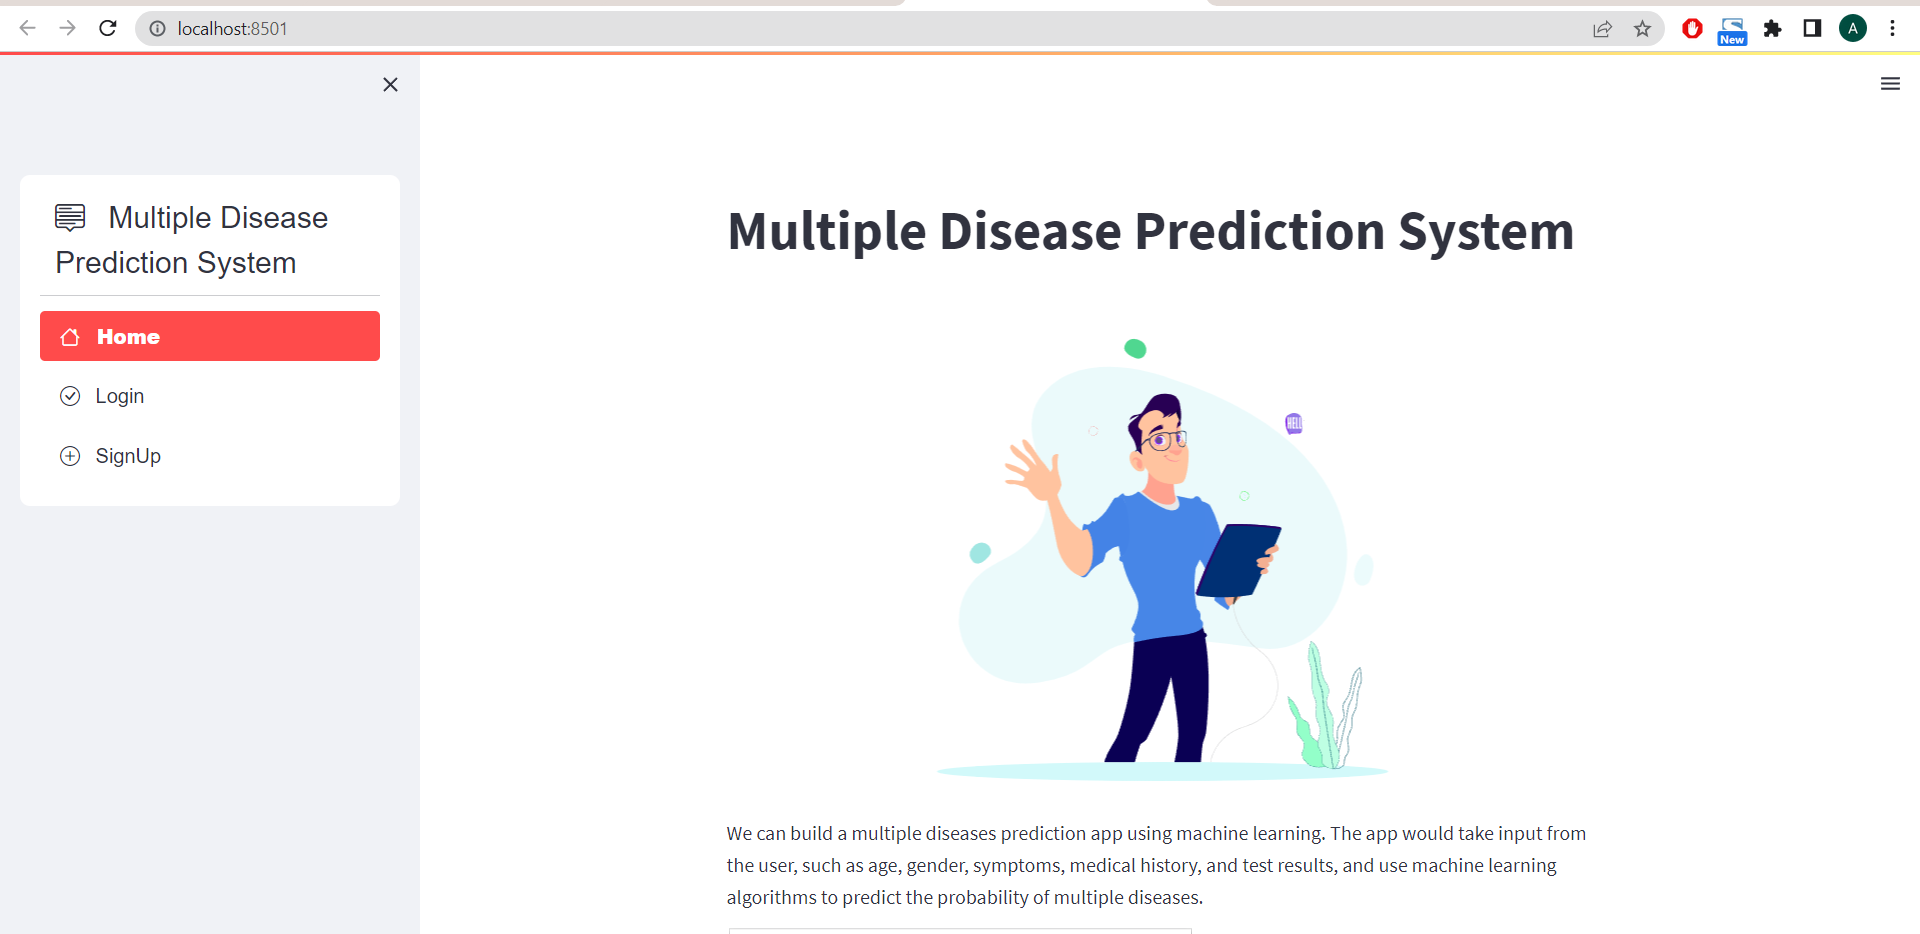 localhost:8501
New
A
Multiple Disease
Prediction System
Home
Login
SignUp
Multiple Disease Prediction System
HELL
We can build a multiple diseases prediction app using machine learning. The app would take input from
the user, such as age, gender, symptoms, medical history, and test results, and use machine learning
algorithms to predict the probability of multiple diseases.